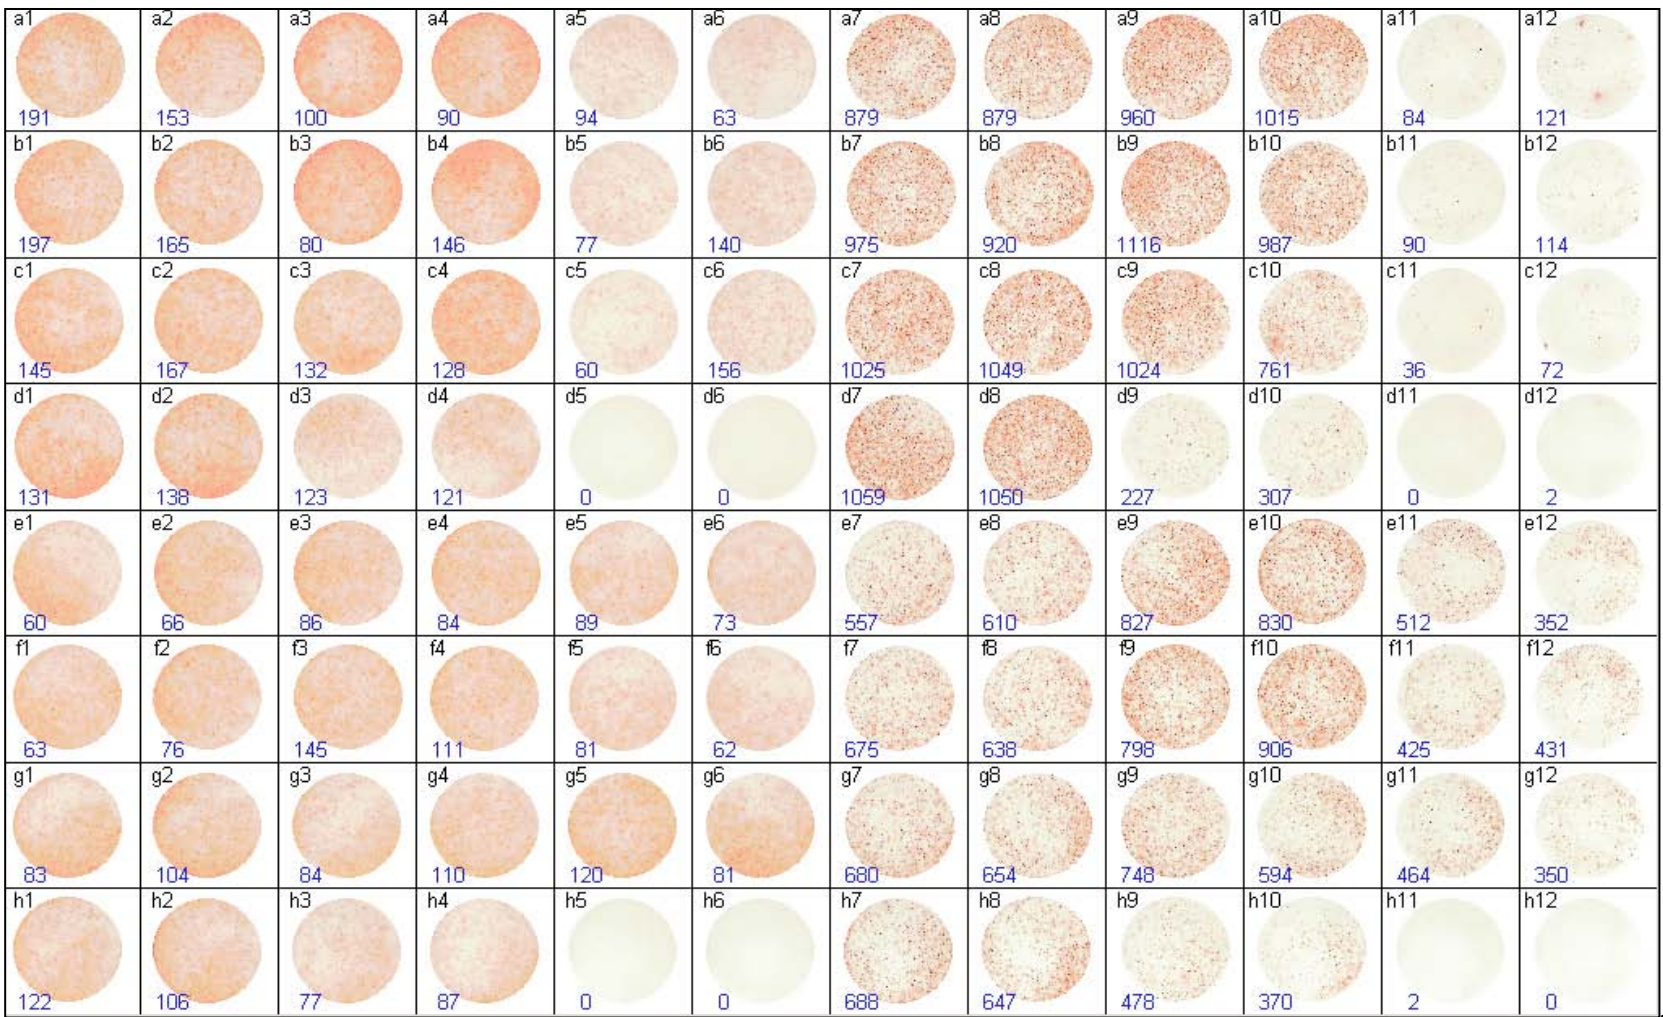 a1 a2 a3 a4 a5 a6 a7 a8 a9 a10 a11 a12
191 153 100 90 94 63 879 879 960 1015 84 121
b1 b2 b3 b4 b5 b6 b7 b8 b9 b10 b11 b12
197 165 80 146 77 140 975 920 1116 987 90 114
c1 c2 c3 c4 c5 c6 c7 c8 c9 c10 c11 c12
145 167 132 128 60 156 1025 1049 1024 761 36 72
d1 d2 d3 d4 d5 d6 d7 d8 d9 d10 d11 d12
131 138 123 121 0 0 1059 1050 227 307 0 2
e1 e2 e3 e4 e5 e6 e7 e8 e9 e10 e11 e12
60 66 86 84 89 73 557 610 827 830 512 352
f1 f2 f3 f4 f5 f6 f7 f8 f9 f10 f11 f12
63 76 145 111 81 62 675 638 798 906 425 431
g1 g2 g3 g4 g5 g6 g7 g8 g9 g10 g11 g12
83 104 84 110 120 81 680 654 748 594 464 350
h1 h2 h3 h4 h5 h6 h7 h8 h9 h10 h11 h12
122 106 77 87 0 0 688 647 478 370 2 0